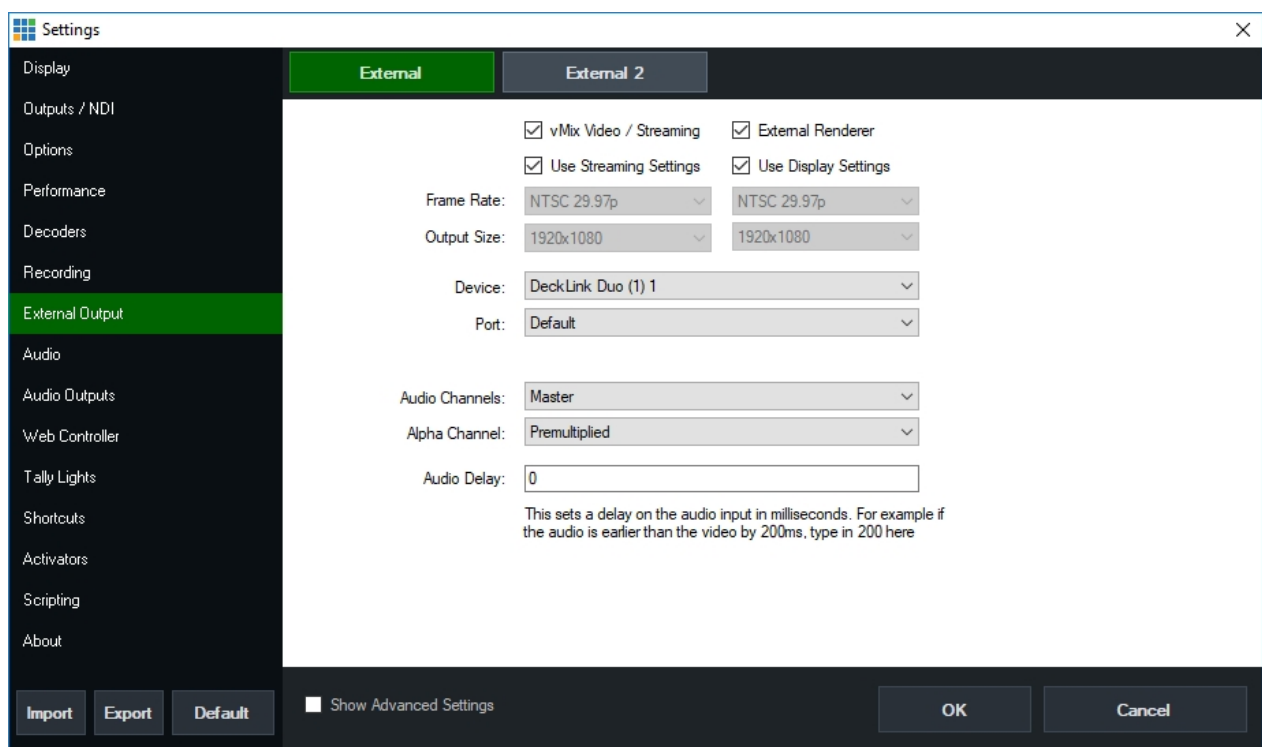 Settings
Display
Outputs / NDI
Options
Performance
Decoders
Recording
External Output
Audio
Audio Outputs
Web Controller
Tally Lights
Shortcuts
Activators
Scripting
About
Import Export Default
External External 2
vMix Video / Streaming External Renderer
Use Streaming Settings Use Display Settings
Frame Rate: NTSC 29.97p NTSC 29.97p
Output Size: 1920x1080 1920x1080
Device: DeckLink Duo (1) 1
Port: Default
Audio Channels: Master
Alpha Channel: Premultiplied
Audio Delay: 0
This sets a delay on the audio input in milliseconds. For example if
the audio is earlier than the video by 200ms, type in 200 here
Show Advanced Settings
OK Cancel